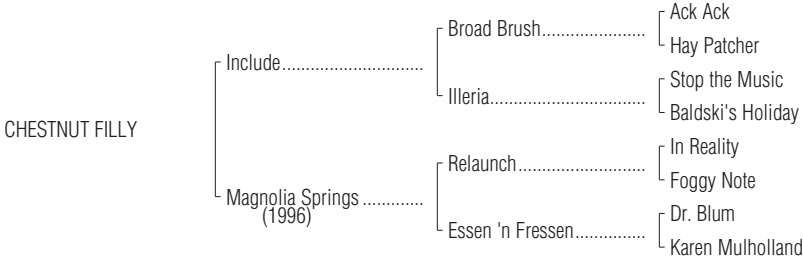 Ack Ack
Broad Brush......................
Hay Patcher
Include.............................
Stop the Music
Illeria................................
Baldski's Holiday
CHESTNUT FILLY
In Reality
Relaunch..........................
Foggy Note
Magnolia Springs .............
(1996)
Dr. Blum
Essen 'n Fressen...............
Karen Mulholland